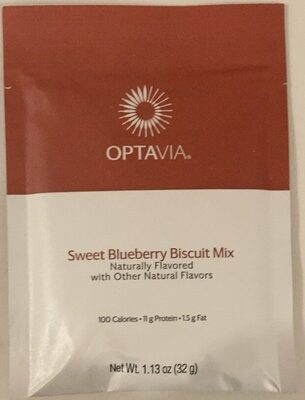 OPTAVIA®
Sweet Blueberry Biscuit Mix
Naturally Flavored
with Other Natural Flavors
100 Calories • 11 g Protein • 1.5 g Fat
Net Wt. 1.13 oz (32 g)